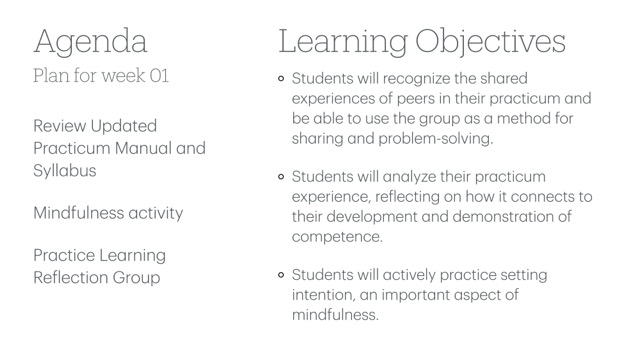 Agenda
Plan for week 01
Review Updated
Practicum Manual and
Syllabus
Mindfulness activity
Practice Learning
Reflection Group
Learning Objectives
Students will recognize the shared
experiences of peers in their practicum and
be able to use the group as a method for
sharing and problem-solving.
Students will analyze their practicum
experience, reflecting on how it connects to
their development and demonstration of
competence.
Students will actively practice setting
intention, an important aspect of
mindfulness.